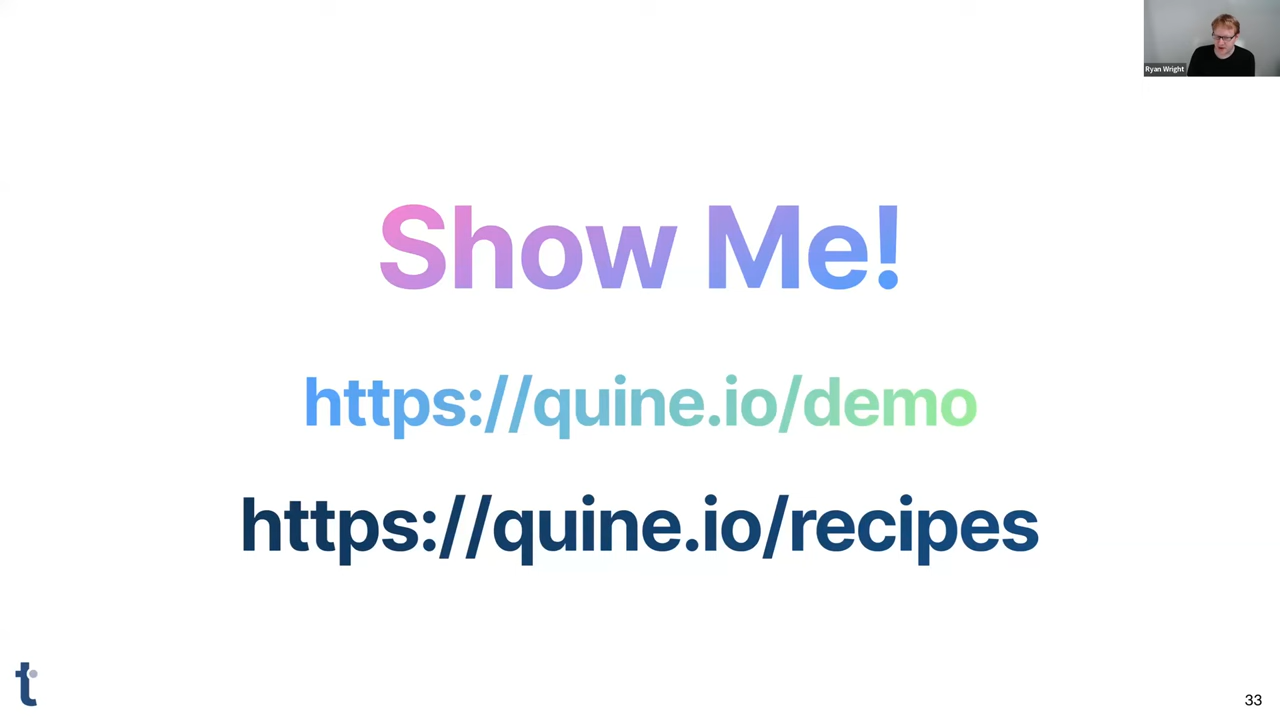 Ryan Wright
Show Me!
https://quine.io/demo
https://quine.io/recipes
t
33